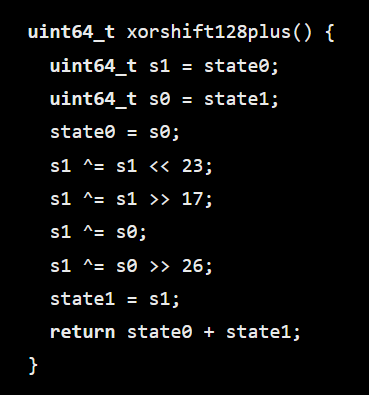 uint64_t xorshift128plus() {
  uint64_t s1 = state0;
  uint64_t s0 = state1;
  state0 = s0;
  s1 ^= s1 << 23;
  s1 ^= s1 >> 17;
  s1 ^= s0;
  s1 ^= s0 >> 26;
  state1 = s1;
  return state0 + state1;
}